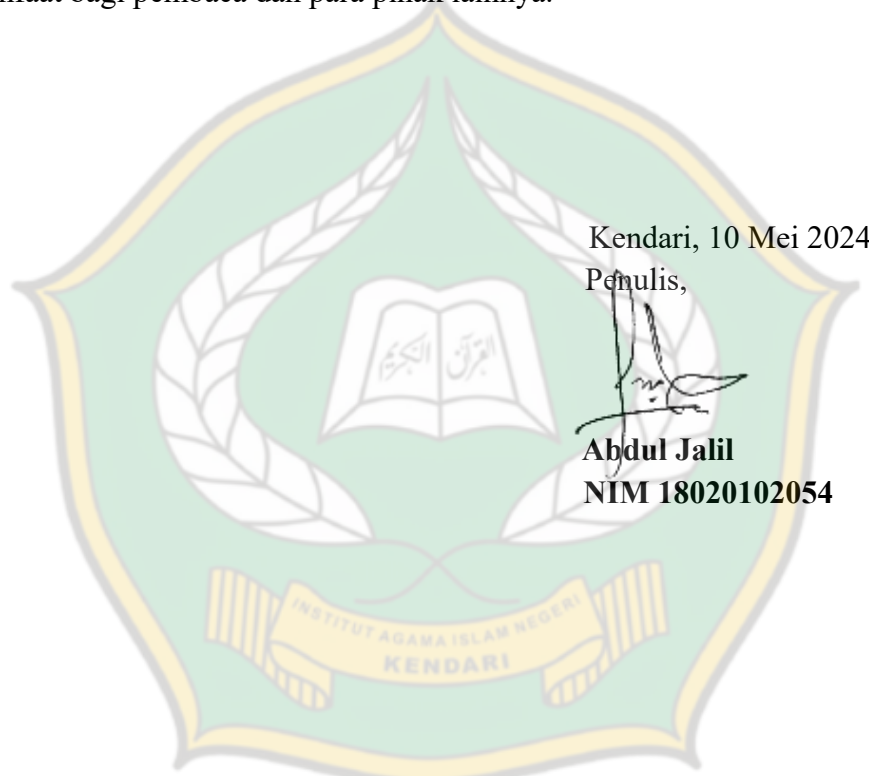 bagi pembaca dan para pihak lainnya.
Kendari, 10 Mei 2024
Penulis,
القرآن الكريم
Abdul Jalil
NIM 18020102054
INSTITUT AGAMA ISLAM NEGERI
KENDARI